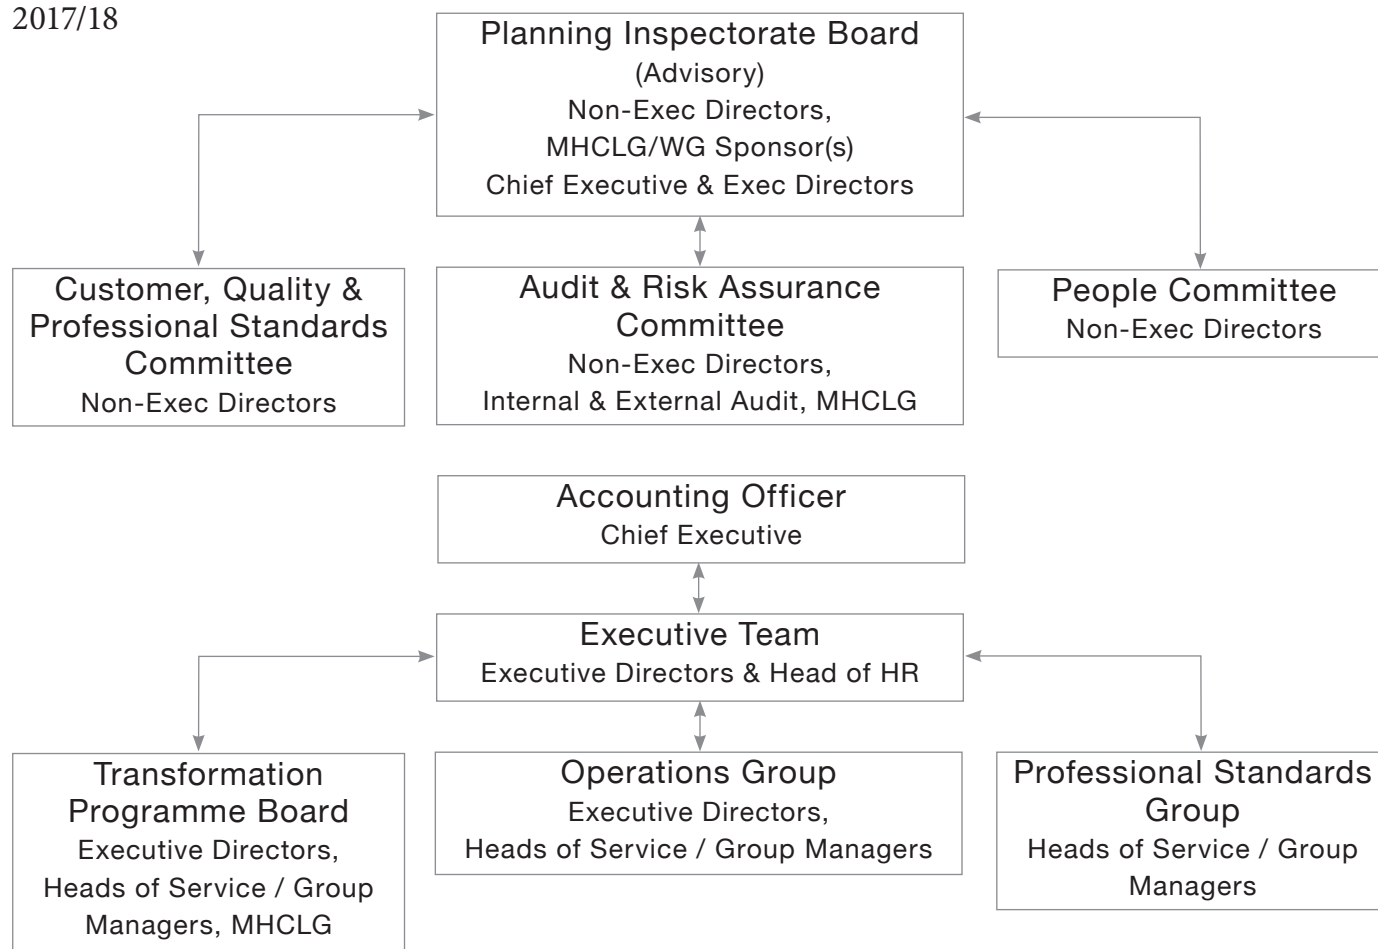 2017/18
Planning Inspectorate Board
(Advisory)
Non-Exec Directors,
MHCLG/WG Sponsor(s)
Chief Executive & Exec Directors
Customer, Quality &
Professional Standards
Committee
Non-Exec Directors
Audit & Risk Assurance
Committee
Non-Exec Directors,
Internal & External Audit, MHCLG
People Committee
Non-Exec Directors
Accounting Officer
Chief Executive
Executive Team
Executive Directors & Head of HR
Transformation
Programme Board
Executive Directors,
Heads of Service / Group
Managers, MHCLG
Operations Group
Executive Directors,
Heads of Service / Group Managers
Professional Standards
Group
Heads of Service / Group
Managers